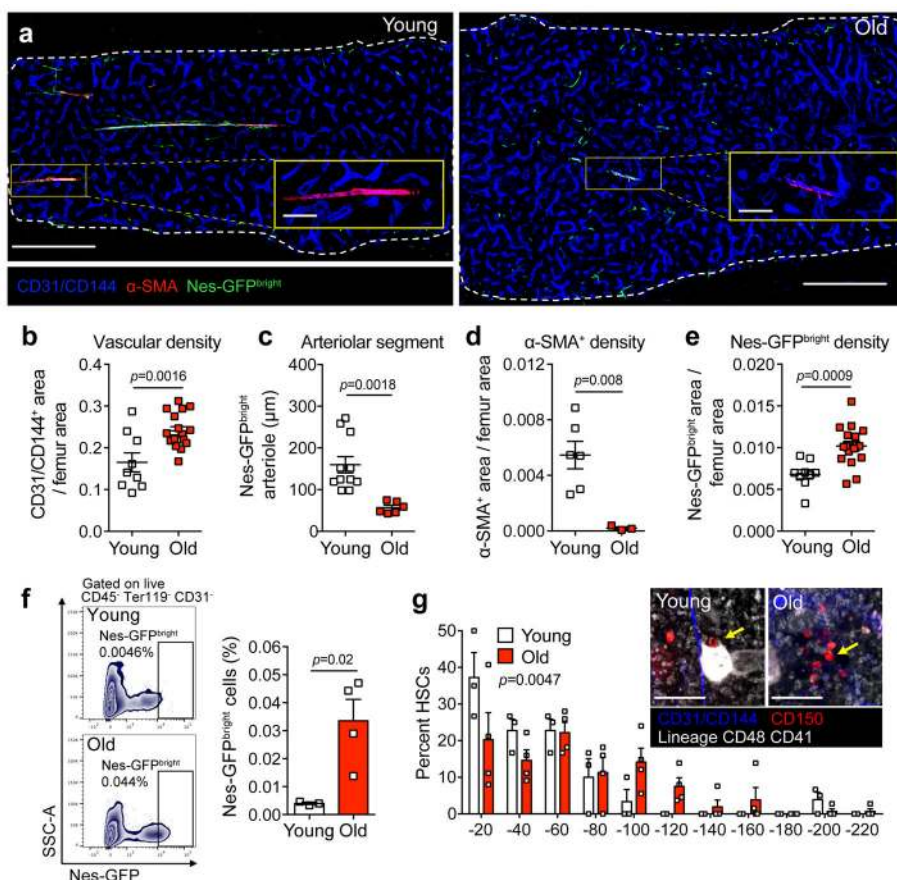 a
Young
Old
CD31/CD144 α-SMA Nes-GFPbright
b Vascular density
CD31/CD144+ area
/ femur area
p=0.0016
0.4
0.3
0.2
0.1
0.0
Young Old
c Arteriolar segment
Nes-GFPbright
arteriole (μm)
p=0.0018
400
300
200
100
0
Young Old
d α-SMA+ density
α-SMA+ area / femur area
p=0.008
0.012
0.008
0.004
0.000
Young Old
e Nes-GFPbright density
Nes-GFPbright area /
femur area
p=0.0009
0.020
0.015
0.010
0.005
0.000
Young Old
f Gated on live
CD45- Ter119- CD31-
Young
Nes-GFPbright
0.0046%
Old
Nes-GFPbright
0.044%
SSC-A
Nes-GFP
Nes-GFPbright cells (%)
p=0.02
0.06
0.05
0.04
0.03
0.02
0.01
0.00
Young Old
g
Percent HSCs
50
40
30
20
10
0
Young
Old
p=0.0047
-20 -40 -60 -80 -100 -120 -140 -160 -200 -220
Young
Old
CD31/CD144 CD150
Lineage CD48 CD41